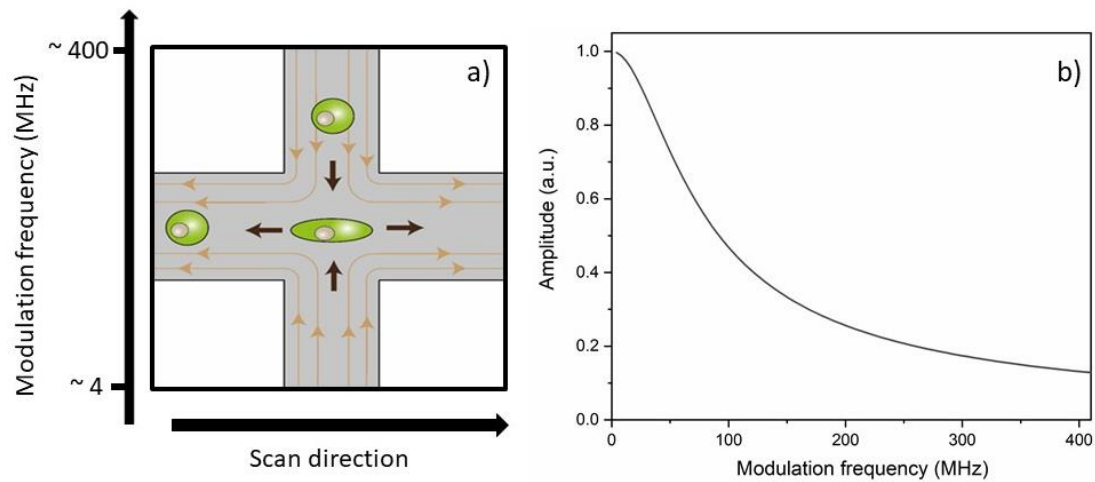 Modulation frequency (MHz)
~ 400
~ 4
a)
Scan direction
b)
Amplitude (a.u.)
1.0
0.8
0.6
0.4
0.2
0.0
0 100 200 300 400
Modulation frequency (MHz)